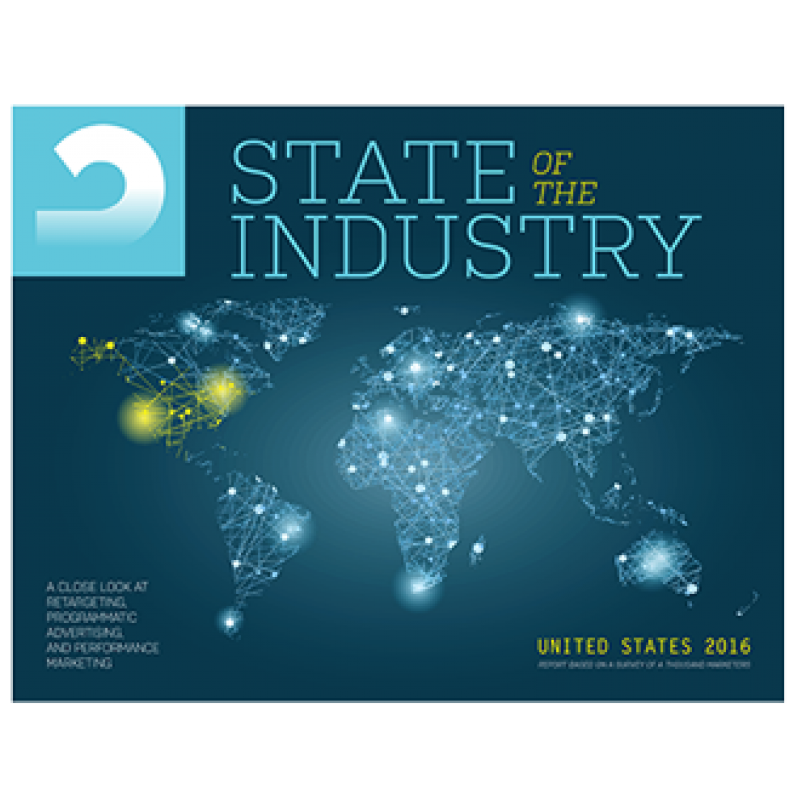 STATE OF THE
INDUSTRY
A CLOSE LOOK AT
RETARGETING,
PROGRAMMATIC
ADVERTISING,
AND PERFORMANCE
MARKETING
UNITED STATES 2016
REPORT BASED ON A SURVEY OF A THOUSAND MARKETERS